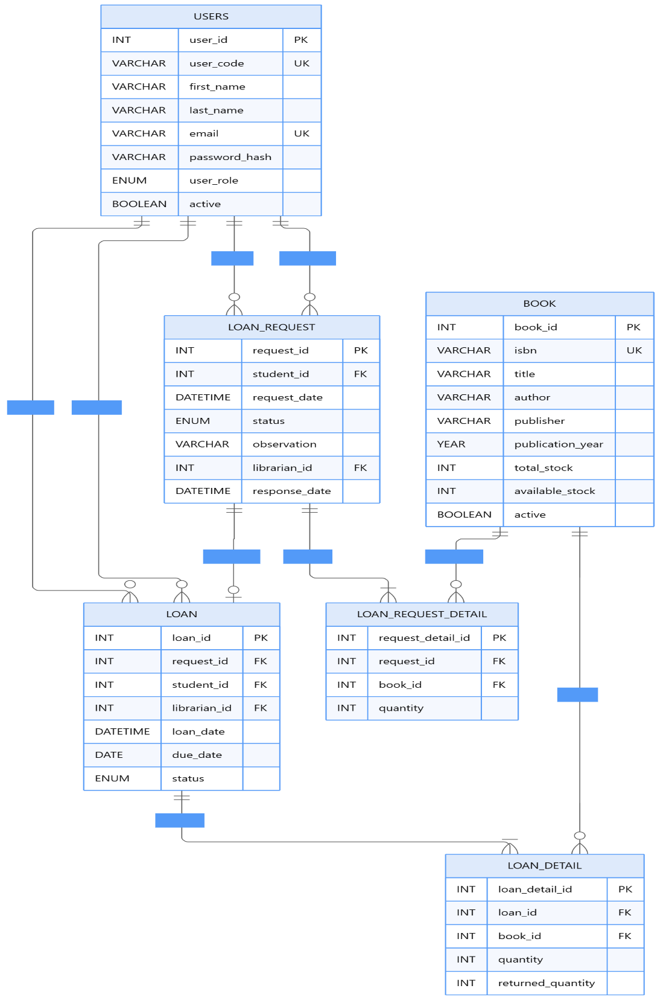 USERS
INT user_id PK
VARCHAR user_code UK
VARCHAR first_name
VARCHAR last_name
VARCHAR email UK
VARCHAR password_hash
ENUM user_role
BOOLEAN active
LOAN_REQUEST
INT request_id PK
INT student_id FK
DATETIME request_date
ENUM status
VARCHAR observation
INT librarian_id FK
DATETIME response_date
BOOK
INT book_id PK
VARCHAR isbn UK
VARCHAR title
VARCHAR author
VARCHAR publisher
YEAR publication_year
INT total_stock
INT available_stock
BOOLEAN active
LOAN
INT loan_id PK
INT request_id FK
INT student_id FK
INT librarian_id FK
DATETIME loan_date
DATE due_date
ENUM status
LOAN_REQUEST_DETAIL
INT request_detail_id PK
INT request_id FK
INT book_id FK
INT quantity
LOAN_DETAIL
INT loan_detail_id PK
INT loan_id FK
INT book_id FK
INT quantity
INT returned_quantity